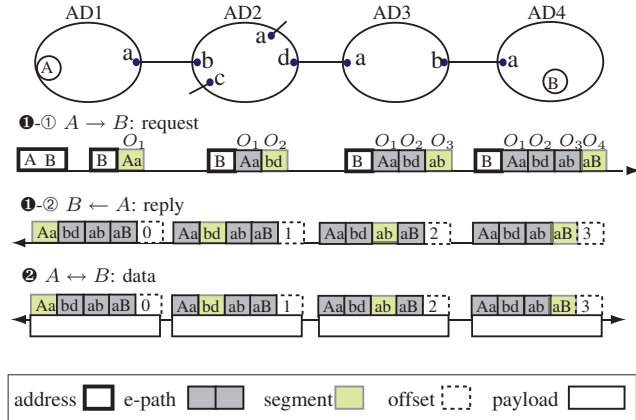 AD1 AD2 AD3 AD4
a
A a b d a b a
c B
❶-① A → B: request
O1 O1 O2 O1 O2 O3 O1 O2 O3 O4
A B B Aa B Aa bd B Aa bd ab B Aa bd ab aB
❶-② B ← A: reply
Aa bd ab aB 0 Aa bd ab aB 1 Aa bd ab aB 2 Aa bd ab aB 3
❷ A ↔ B: data
Aa bd ab aB 0 Aa bd ab aB 1 Aa bd ab aB 2 Aa bd ab aB 3
address e-path segment offset payload